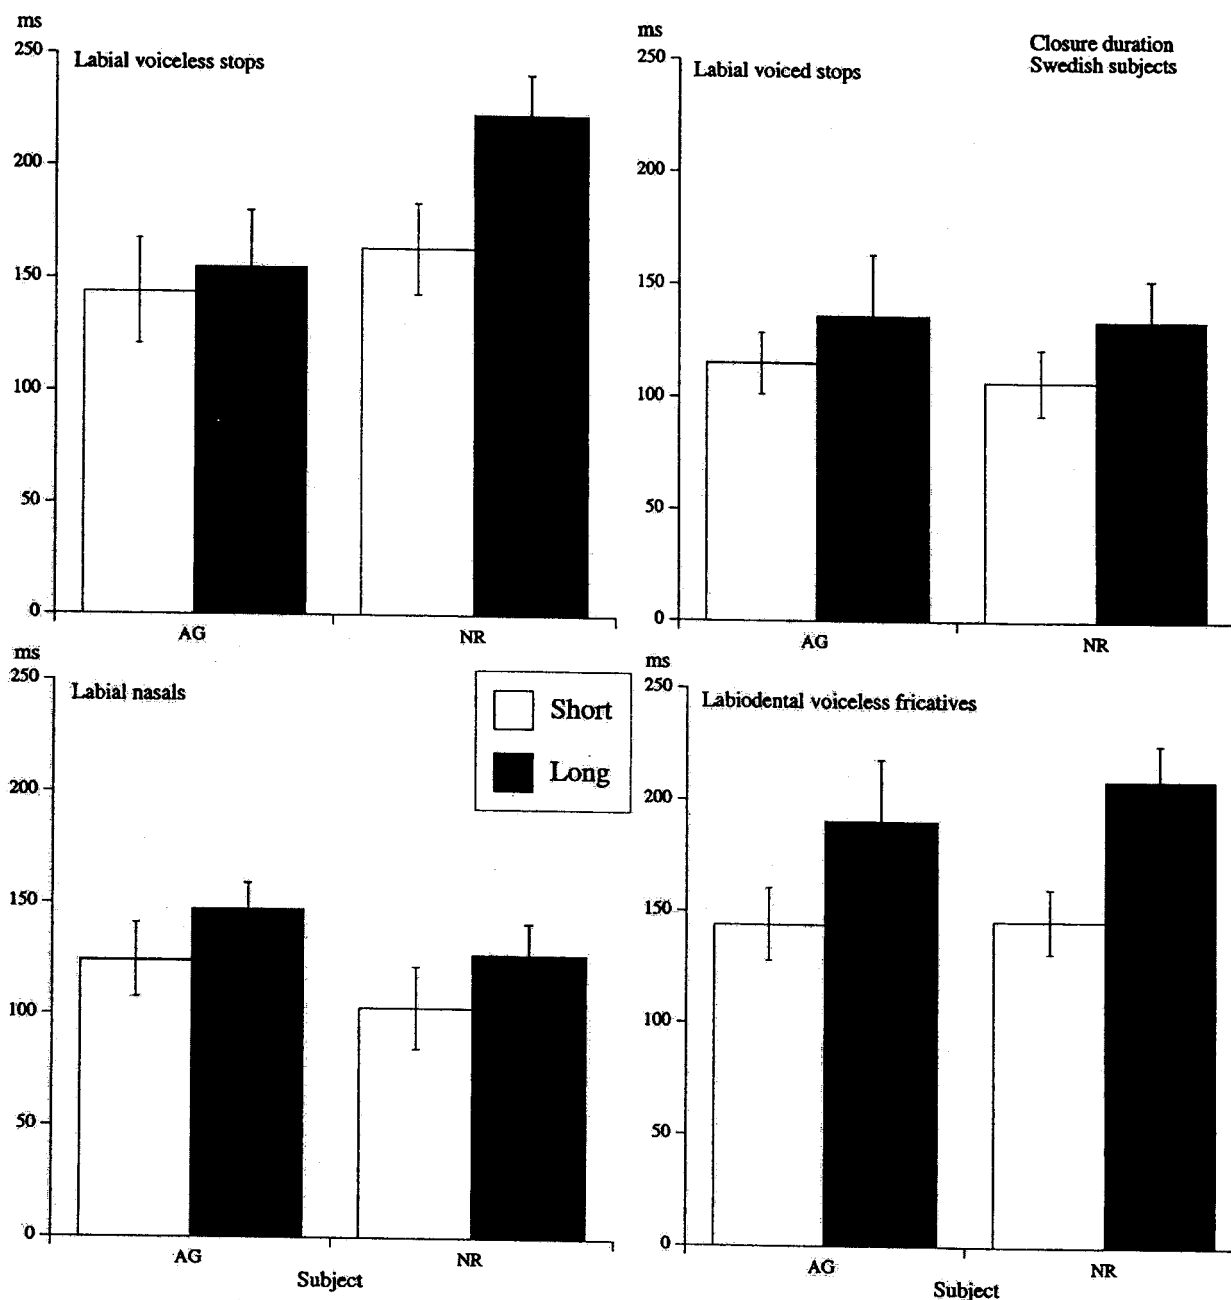 ms
250
Labial voiceless stops
200
150
100
50
0
AG
NR
ms
250
Labial voiced stops
Closure duration
Swedish subjects
200
150
100
50
0
AG
NR
ms
250
Labial nasals
200
150
100
50
0
AG
NR
Subject
Short
Long
ms
250
Labiodental voiceless fricatives
200
150
100
50
0
AG
NR
Subject